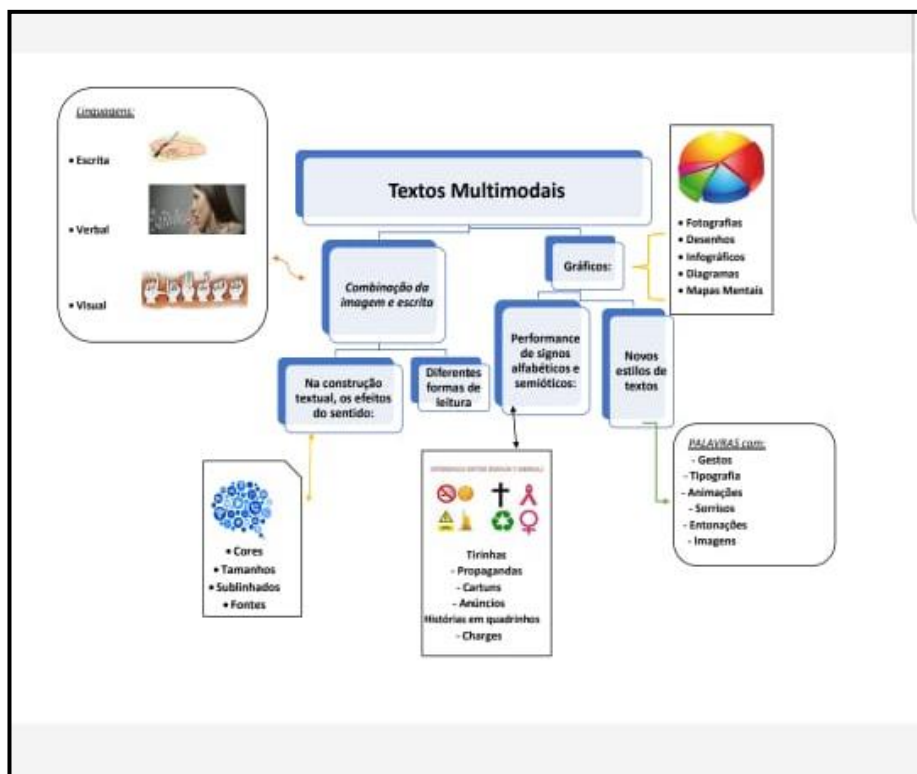 Linguagens:
• Escrita
• Verbal
• Visual
Textos Multimodais
Combinação da
imagem e escrita
Gráficos:
• Fotografias
• Desenhos
• Infográficos
• Diagramas
• Mapas Mentais
Na construção
textual, os efeitos
do sentido:
Diferentes
formas de
leitura
Performance
de signos
alfabéticos e
semióticos:
Novos
estilos de
textos
• Cores
• Tamanhos
• Sublinhados
• Fontes
Tirinhas
- Propagandas
- Cartuns
- Anúncios
Histórias em quadrinhos
- Charges
PALAVRAS com:
- Gestos
- Tipografia
- Animações
- Sorrisos
- Entonações
- Imagens